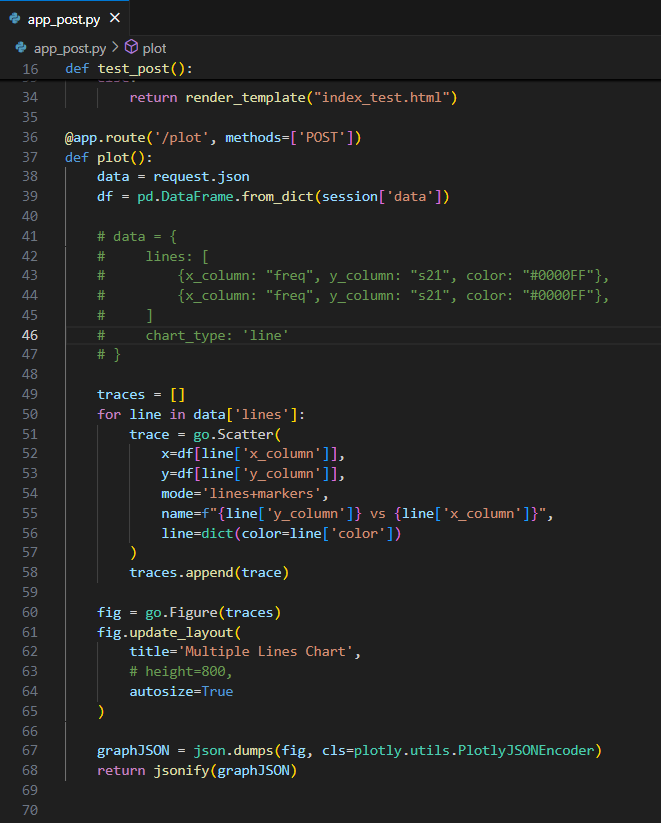 app_post.py ×
app_post.py > plot
16 def test_post():
34 return render_template("index_test.html")
35
36 @app.route('/plot', methods=['POST'])
37 def plot():
38 data = request.json
39 df = pd.DataFrame.from_dict(session['data'])
40
41 # data = {
42 # lines: [
43 # {x_column: "freq", y_column: "s21", color: "#0000FF"},
44 # {x_column: "freq", y_column: "s21", color: "#0000FF"},
45 # ]
46 # chart_type: 'line'
47 # }
48
49 traces = []
50 for line in data['lines']:
51 trace = go.Scatter(
52 x=df[line['x_column']],
53 y=df[line['y_column']],
54 mode='lines+markers',
55 name=f"{line['y_column']} vs {line['x_column']}",
56 line=dict(color=line['color'])
57 )
58 traces.append(trace)
59
60 fig = go.Figure(traces)
61 fig.update_layout(
62 title='Multiple Lines Chart',
63 # height=800,
64 autosize=True
65 )
66
67 graphJSON = json.dumps(fig, cls=plotly.utils.PlotlyJSONEncoder)
68 return jsonify(graphJSON)
69
70